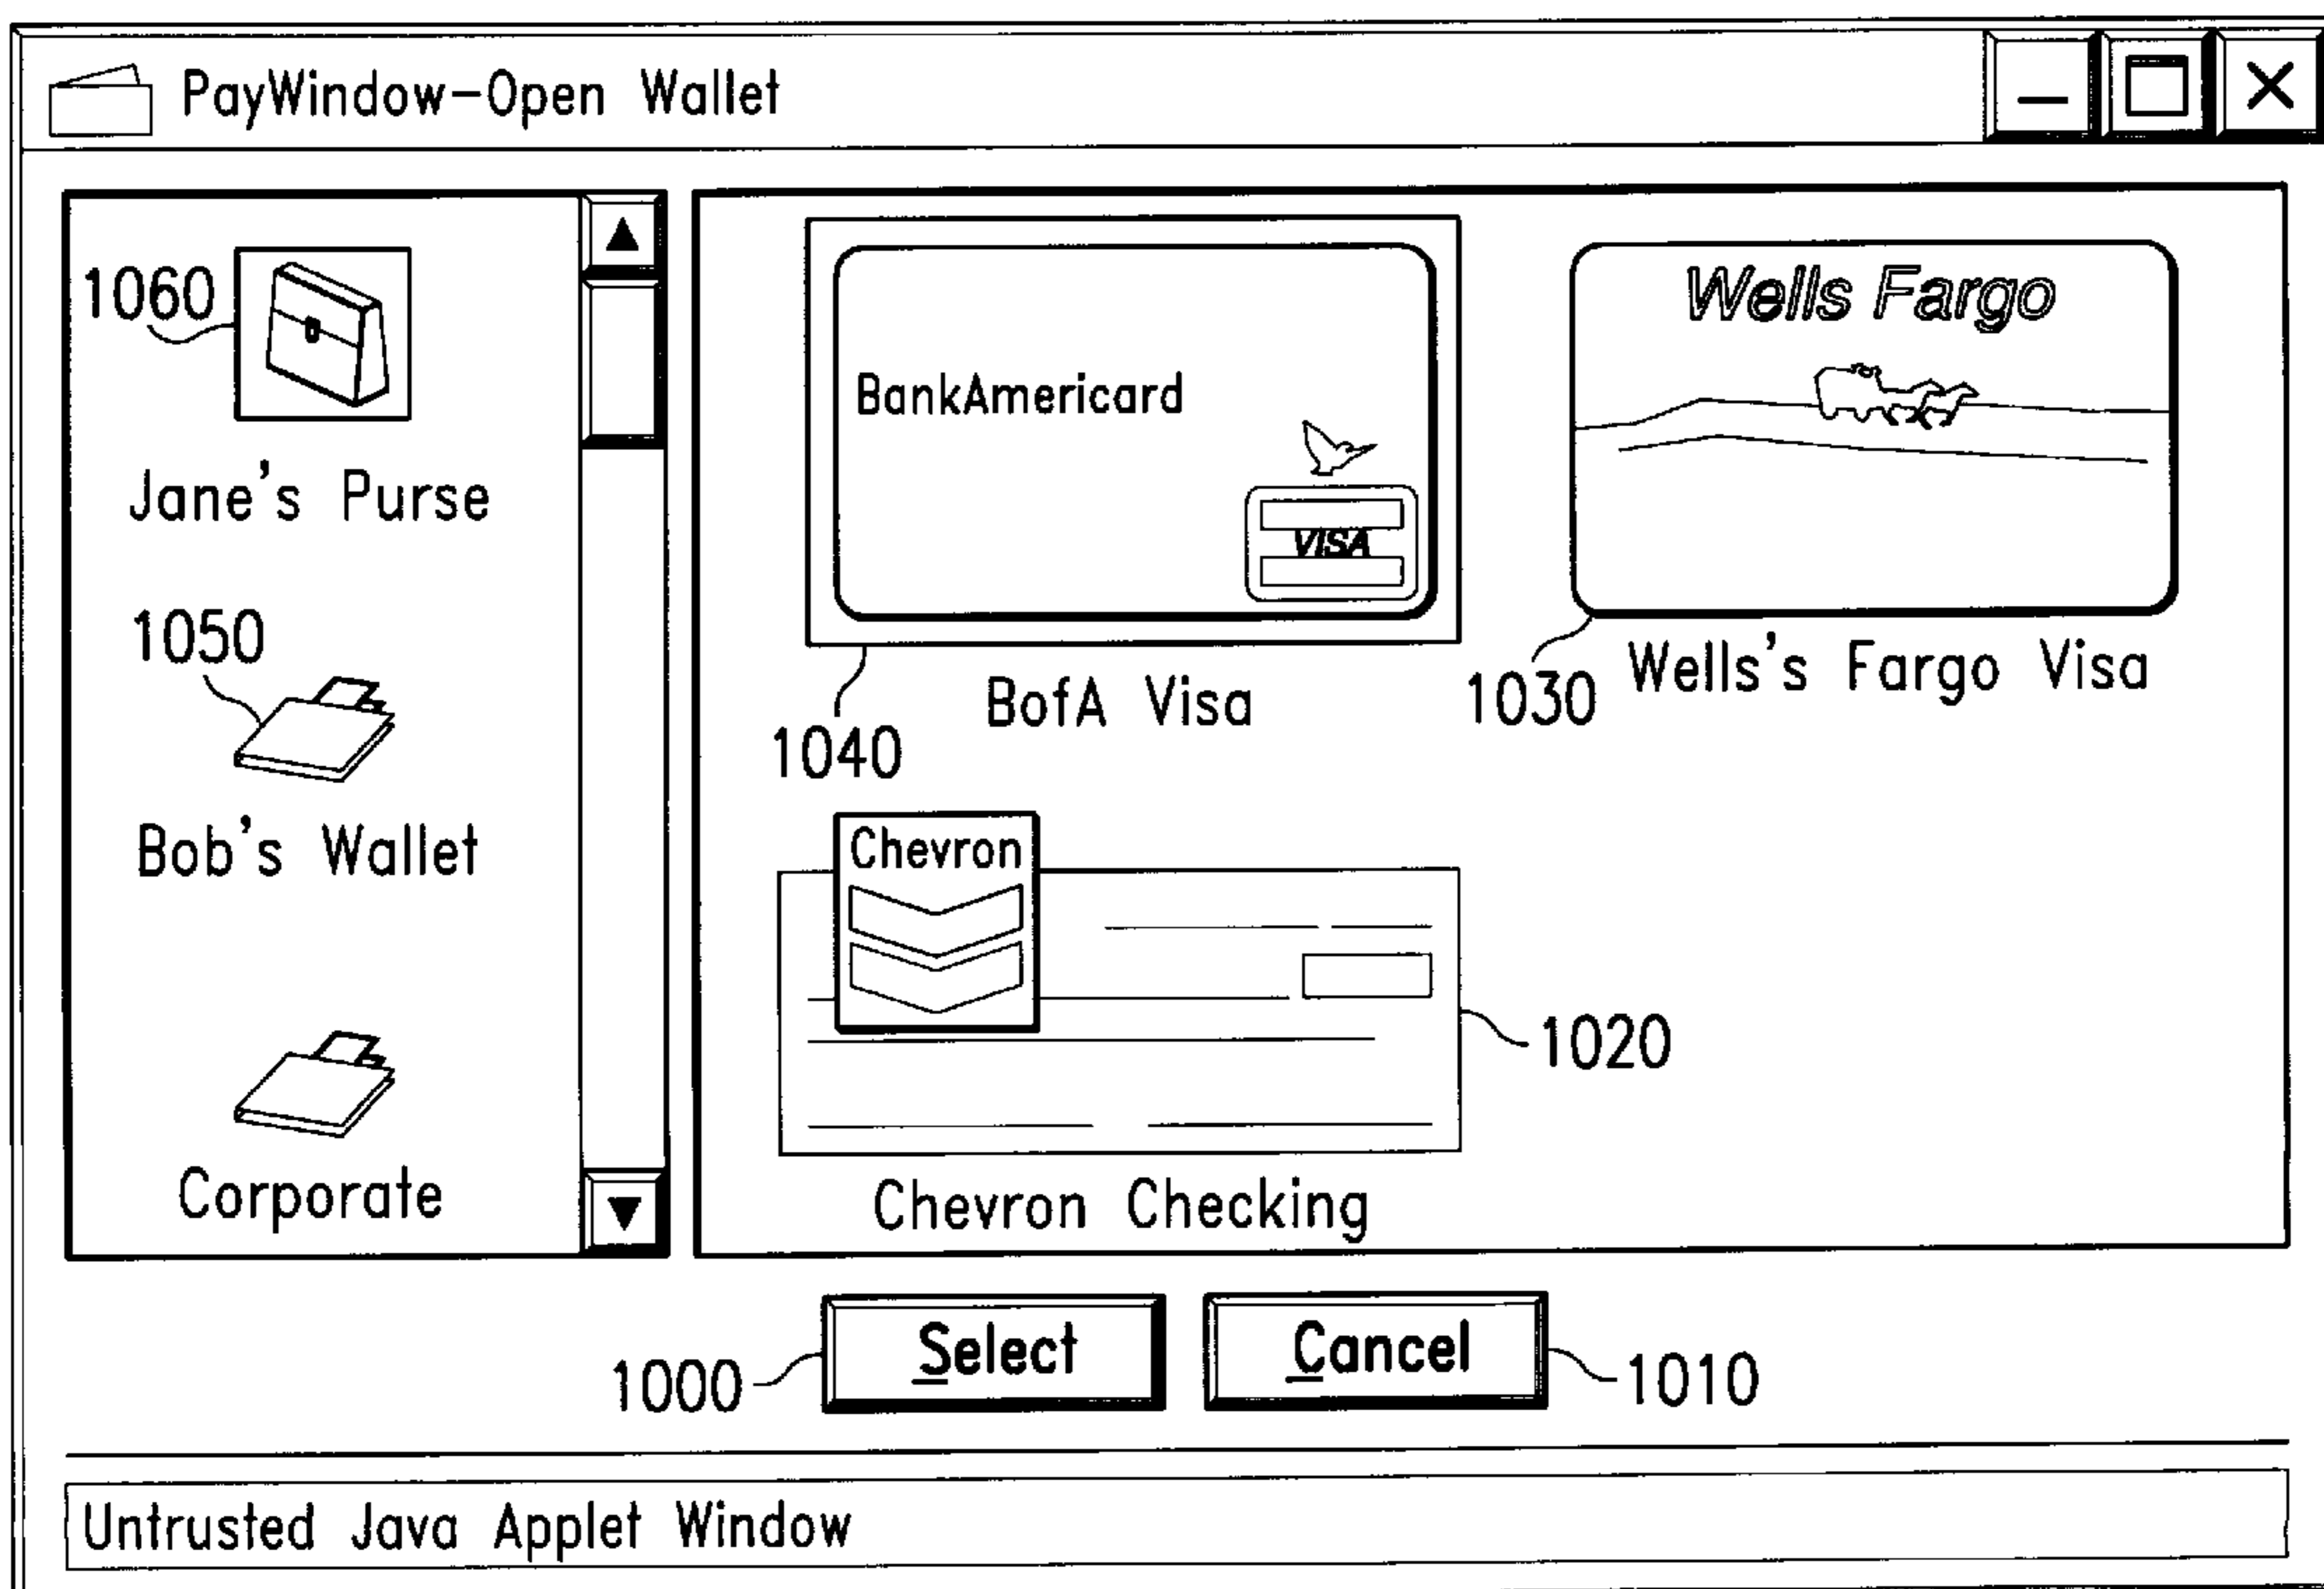 PayWindow-Open Wallet
1060
Jane's Purse
1050
Bob's Wallet
Corporate
BankAmericard
VISA
BofA Visa
1040
Wells Fargo
Wells's Fargo Visa
1030
Chevron
1020
Chevron Checking
1000
Select
Cancel
1010
Untrusted Java Applet Window